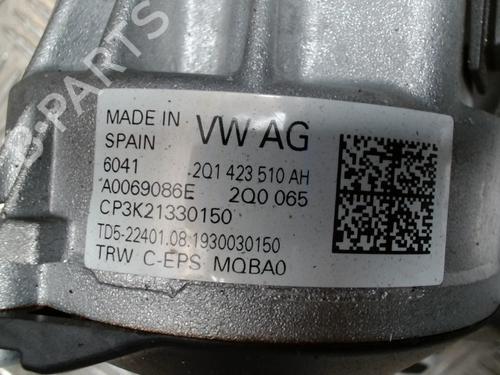 B-PARTS
MADE IN SPAIN VW AG
6041 2Q1 423 510 AH
A0069086E 2Q0 065
CP3K21330150
TD5-22401.08.1930030150
TRW C-EPS MQBA0